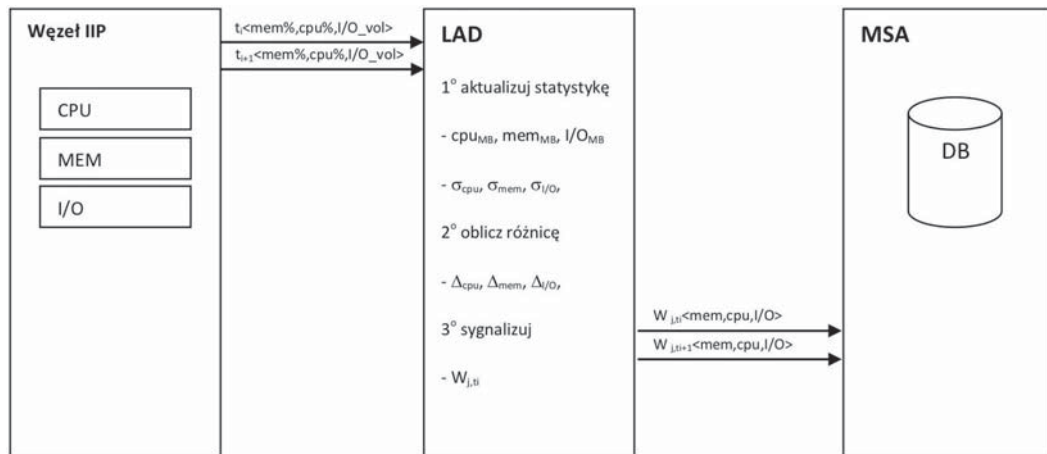 Węzeł IIP
CPU
MEM
I/O
tᵢ<mem%,cpu%,I/O_vol>
tᵢ₊₁<mem%,cpu%,I/O_vol>
LAD
1° aktualizuj statystykę
- cpu_MB, mem_MB, I/O_MB
- σ_cpu, σ_mem, σ_I/O,
2° oblicz różnicę
- Δ_cpu, Δ_mem, Δ_I/O,
3° sygnalizuj
- W_j,ti
W j,ti<mem,cpu,I/O>
W j,ti+1<mem,cpu,I/O>
MSA
DB